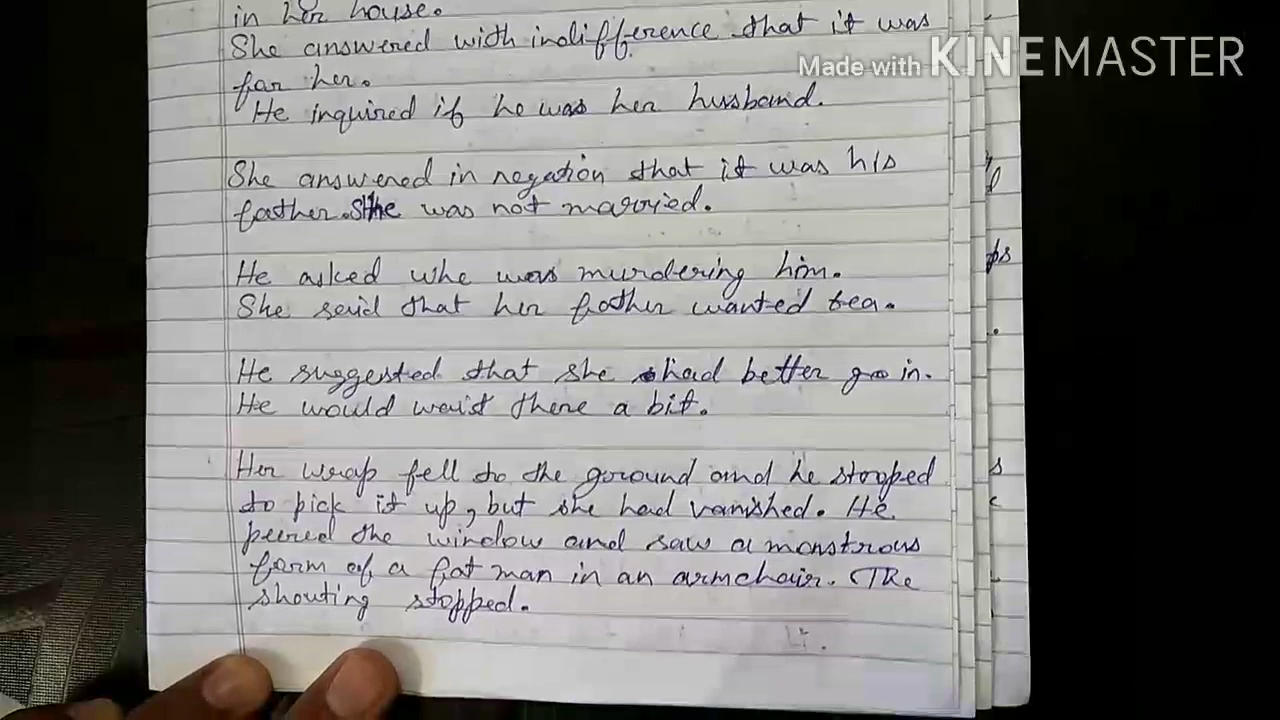 in her house.
She answered with indifference that it was
Made with KINEMASTER
for her.
He inquired if he was her husband.
She answered in negation that it was his
father. She was not married.
He asked who was murdering him.
She said that her father wanted tea.
He suggested that she had better go in.
He would wait there a bit.
Her wrap fell to the ground and he stooped
to pick it up, but she had vanished. He
peered the window and saw a monstrous
form of a fat man in an armchair. The
shouting stopped.